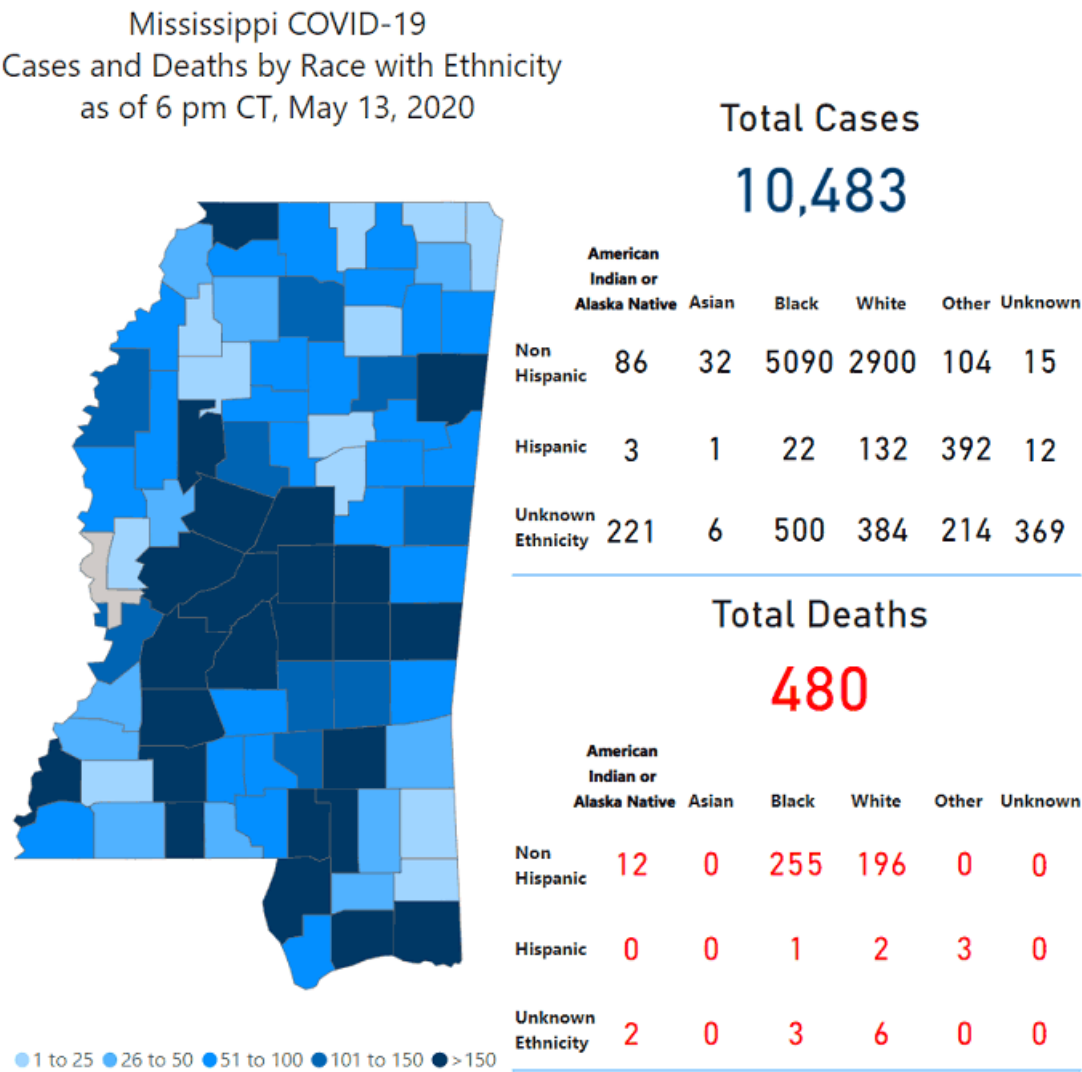 Mississippi COVID-19
Cases and Deaths by Race with Ethnicity
as of 6 pm CT, May 13, 2020
Total Cases
10,483
American
Indian or
Alaska Native Asian Black White Other Unknown
Non
Hispanic 86 32 5090 2900 104 15
Hispanic 3 1 22 132 392 12
Unknown
Ethnicity 221 6 500 384 214 369
Total Deaths
480
American
Indian or
Alaska Native Asian Black White Other Unknown
Non
Hispanic 12 0 255 196 0 0
Hispanic 0 0 1 2 3 0
Unknown
Ethnicity 2 0 3 6 0 0
1 to 25 26 to 50 51 to 100 101 to 150 >150